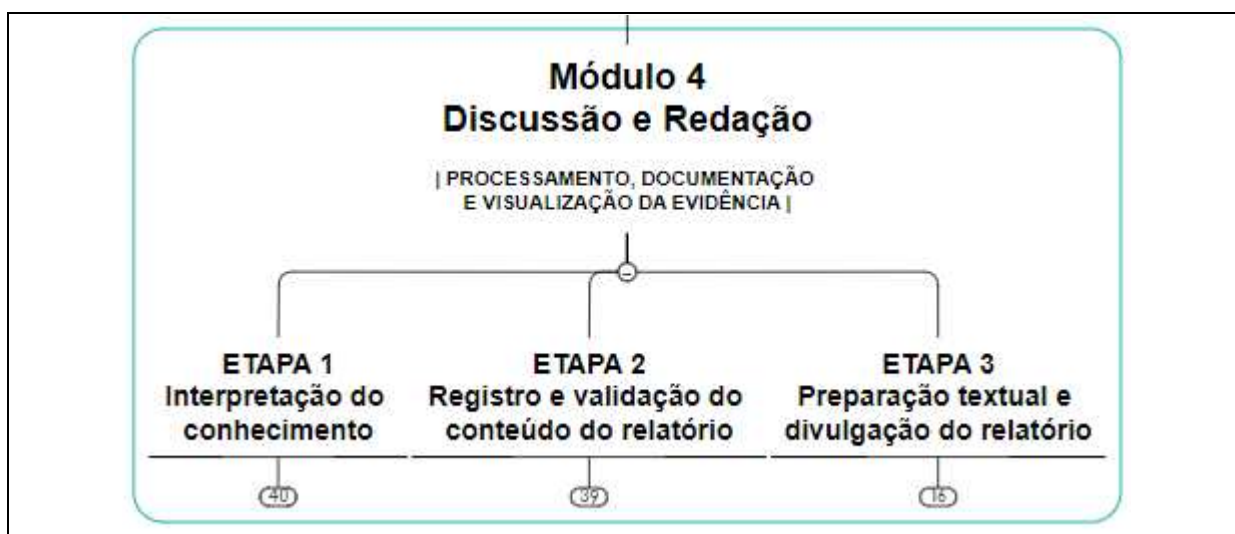 Módulo 4
Discussão e Redação
| PROCESSAMENTO, DOCUMENTAÇÃO
E VISUALIZAÇÃO DA EVIDÊNCIA |
ETAPA 1
Interpretação do
conhecimento
40
ETAPA 2
Registro e validação do
conteúdo do relatório
39
ETAPA 3
Preparação textual e
divulgação do relatório
16